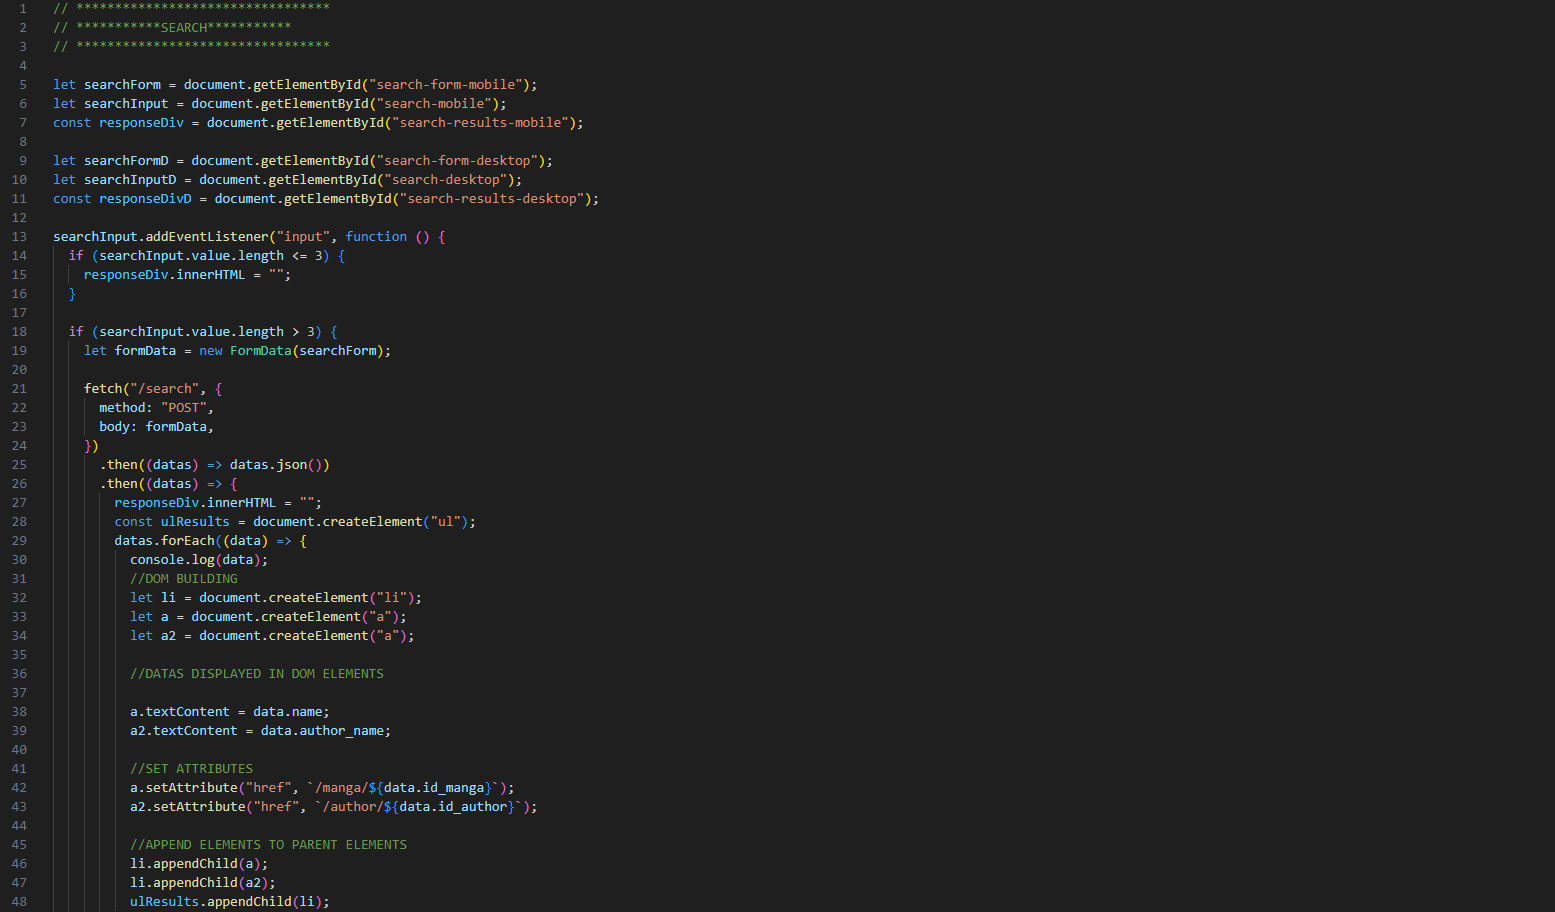 1 // *********************************
2 // ***********SEARCH***********
3 // *********************************
4
5 let searchForm = document.getElementById("search-form-mobile");
6 let searchInput = document.getElementById("search-mobile");
7 const responseDiv = document.getElementById("search-results-mobile");
8
9 let searchFormD = document.getElementById("search-form-desktop");
10 let searchInputD = document.getElementById("search-desktop");
11 const responseDivD = document.getElementById("search-results-desktop");
12
13 searchInput.addEventListener("input", function () {
14   if (searchInput.value.length <= 3) {
15     responseDiv.innerHTML = "";
16   }
17
18   if (searchInput.value.length > 3) {
19     let formData = new FormData(searchForm);
20
21     fetch("/search", {
22       method: "POST",
23       body: formData,
24     })
25       .then((datas) => datas.json())
26       .then((datas) => {
27         responseDiv.innerHTML = "";
28         const ulResults = document.createElement("ul");
29         datas.forEach((data) => {
30           console.log(data);
31           //DOM BUILDING
32           let li = document.createElement("li");
33           let a = document.createElement("a");
34           let a2 = document.createElement("a");
35
36           //DATAS DISPLAYED IN DOM ELEMENTS
37
38           a.textContent = data.name;
39           a2.textContent = data.author_name;
40
41           //SET ATTRIBUTES
42           a.setAttribute("href", `/manga/${data.id_manga}`);
43           a2.setAttribute("href", `/author/${data.id_author}`);
44
45           //APPEND ELEMENTS TO PARENT ELEMENTS
46           li.appendChild(a);
47           li.appendChild(a2);
48           ulResults.appendChild(li);